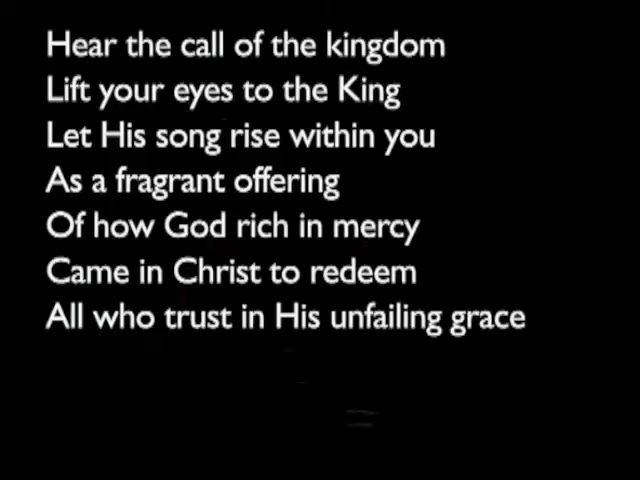 Hear the call of the kingdom
Lift your eyes to the King
Let His song rise within you
As a fragrant offering
Of how God rich in mercy
Came in Christ to redeem
All who trust in His unfailing grace